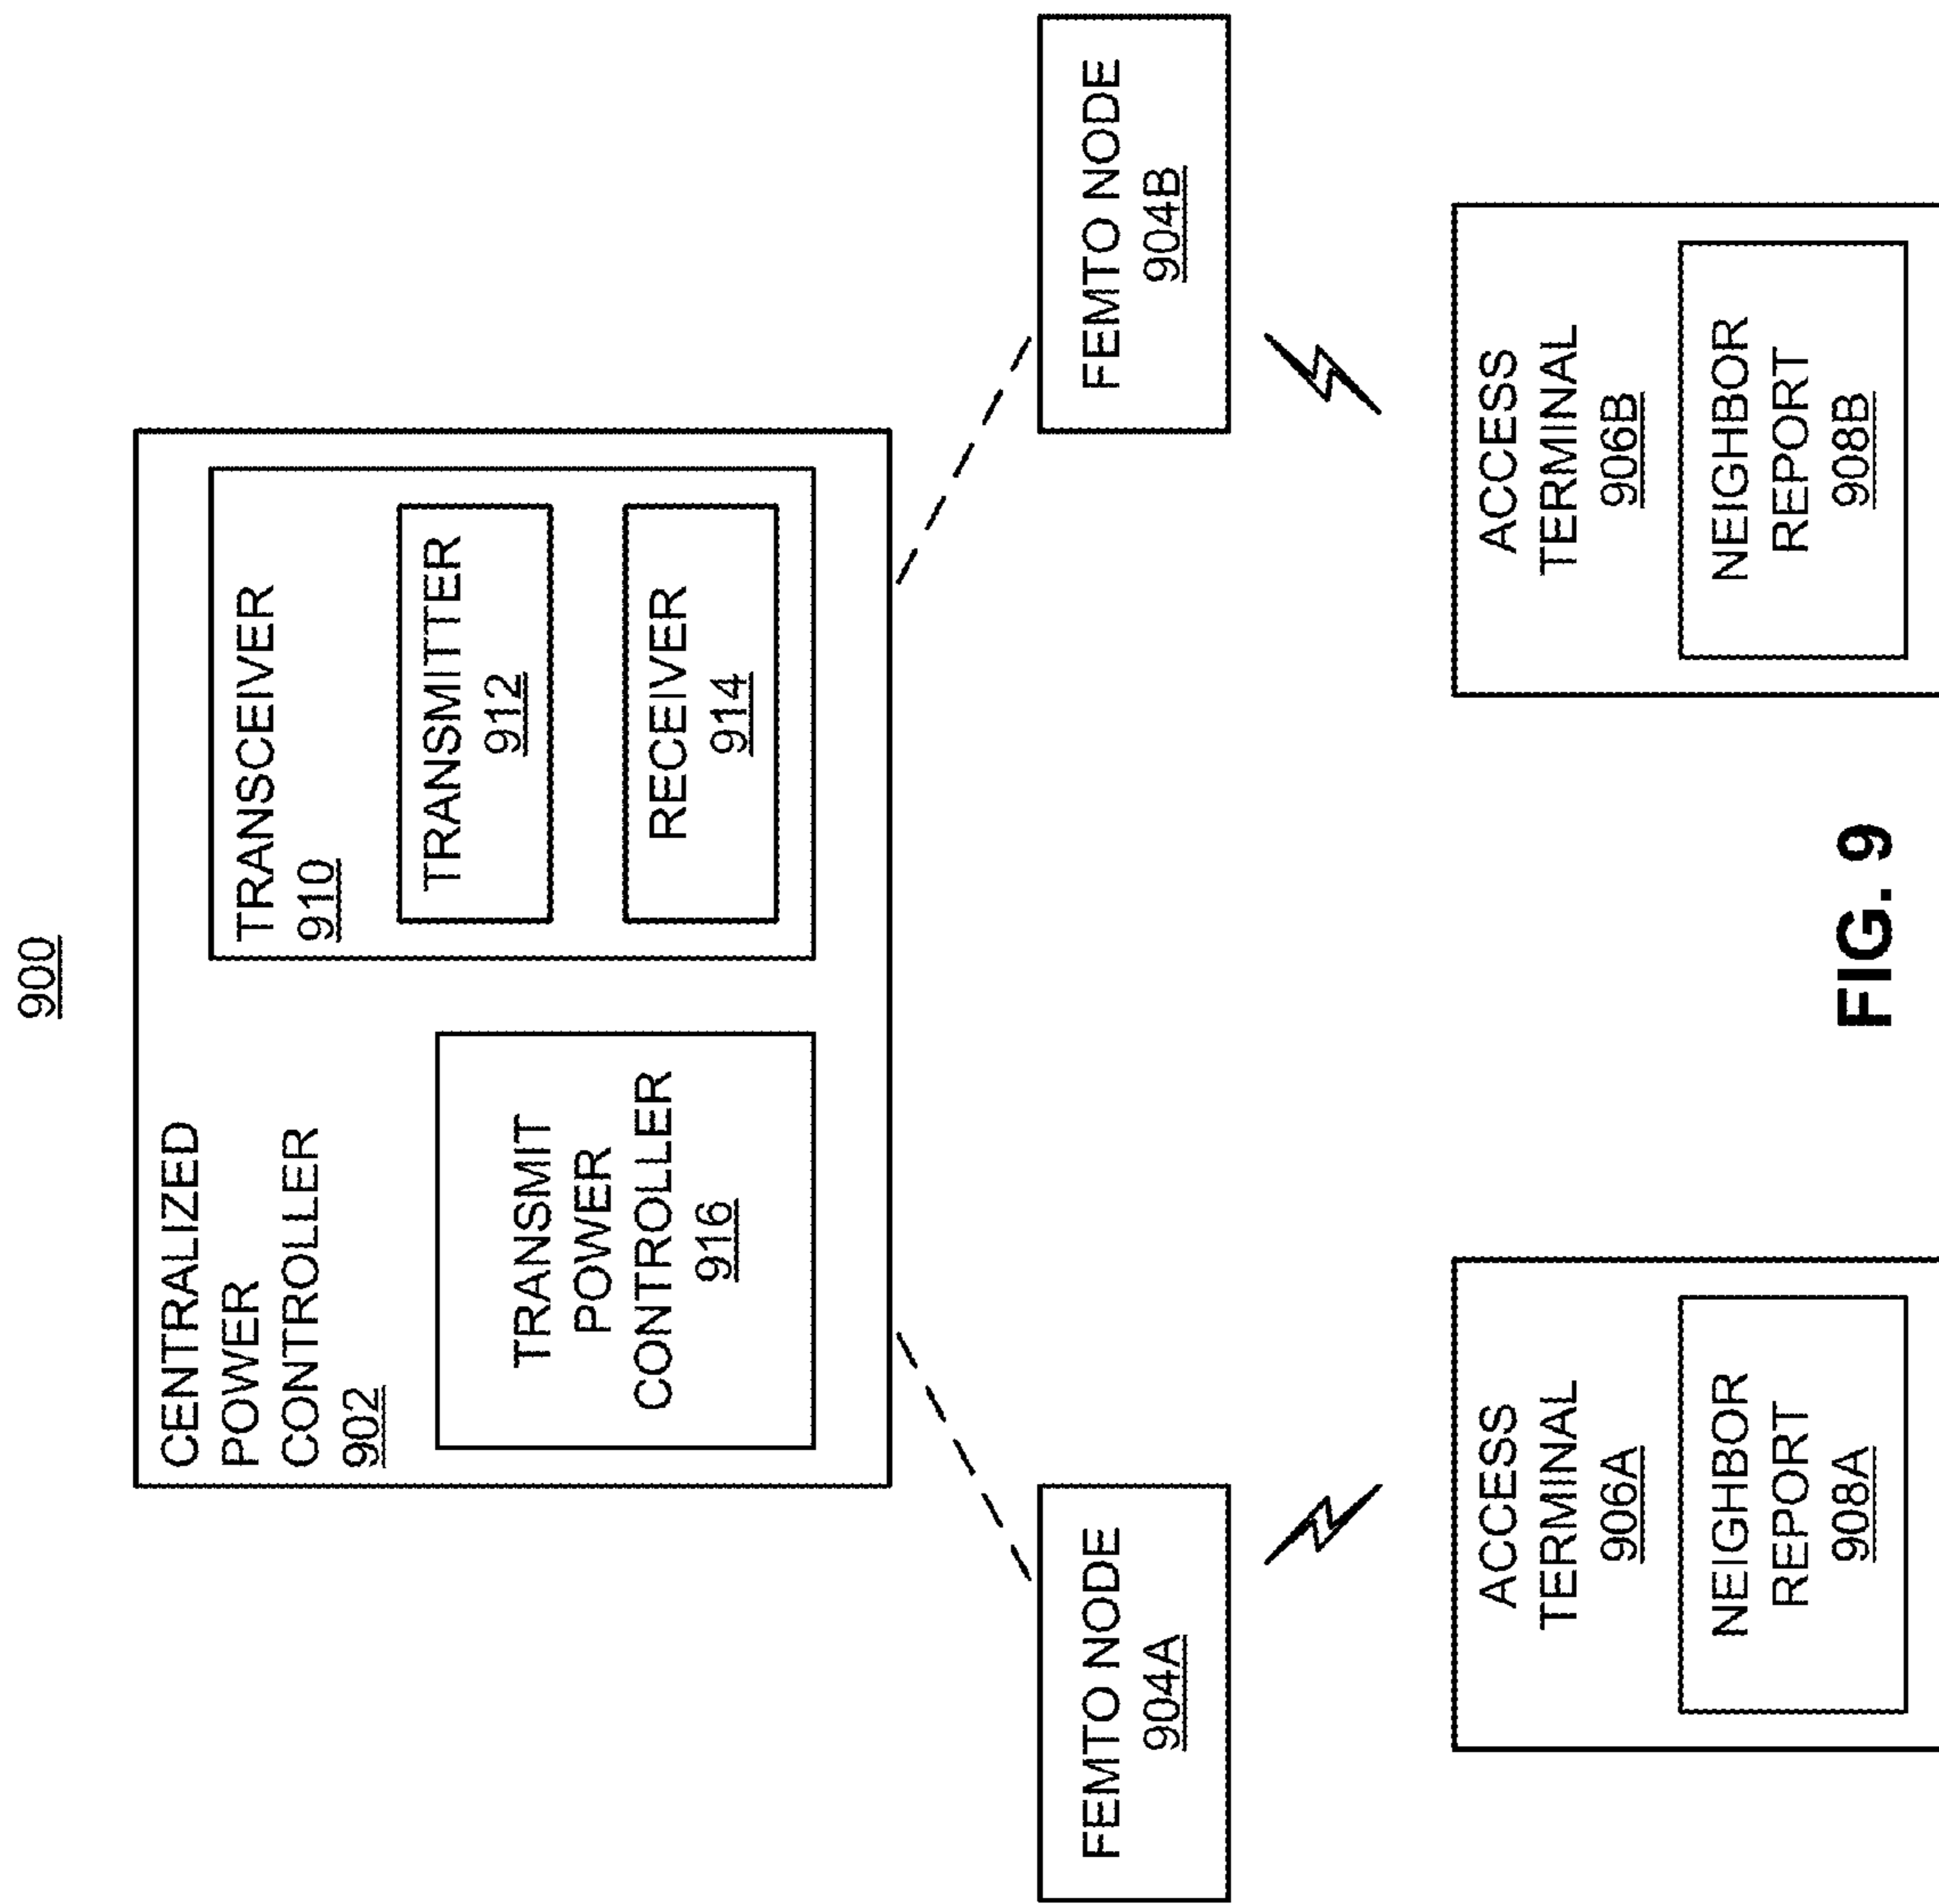 900
CENTRALIZED
POWER
CONTROLLER
902
TRANSMIT
POWER
CONTROLLER
916
TRANSCEIVER
910
TRANSMITTER
912
RECEIVER
914
FEMTO NODE
904A
FEMTO NODE
904B
ACCESS
TERMINAL
906A
NEIGHBOR
REPORT
908A
ACCESS
TERMINAL
906B
NEIGHBOR
REPORT
908B
FIG. 9